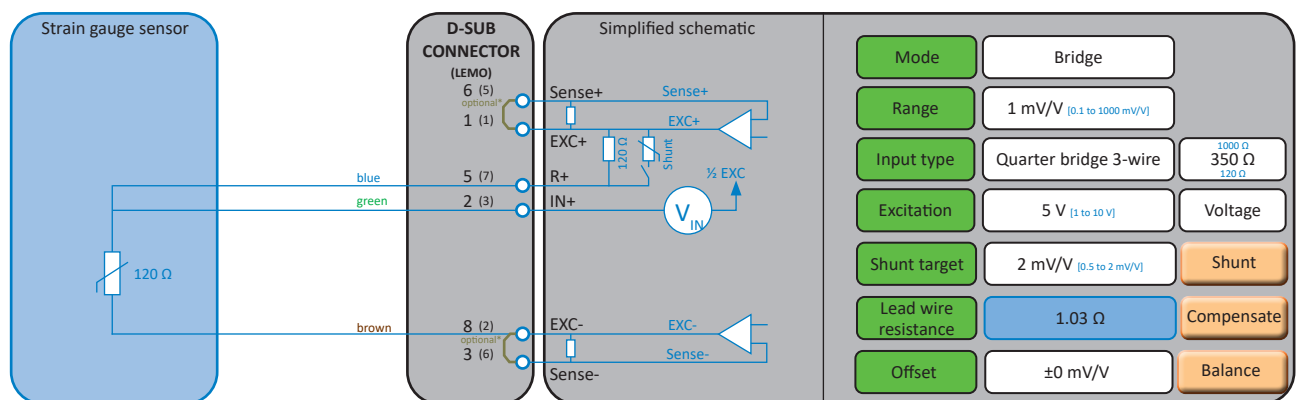 Strain gauge sensor
120 Ω
blue
green
brown
D-SUB
CONNECTOR
(LEMO)
6 (5)
optional*
1 (1)
5 (7)
2 (3)
8 (2)
optional*
3 (6)
Simplified schematic
Sense+
Sense+
EXC+
EXC+
120 Ω
Shunt
R+
½ EXC
IN+
VIN
EXC-
EXC-
Sense-
Sense-
Mode
Bridge
Range
1 mV/V [0.1 to 1000 mV/V]
Input type
Quarter bridge 3-wire
1000 Ω
350 Ω
120 Ω
Excitation
5 V [1 to 10 V]
Voltage
Shunt target
2 mV/V [0.5 to 2 mV/V]
Shunt
Lead wire
resistance
1.03 Ω
Compensate
Offset
±0 mV/V
Balance